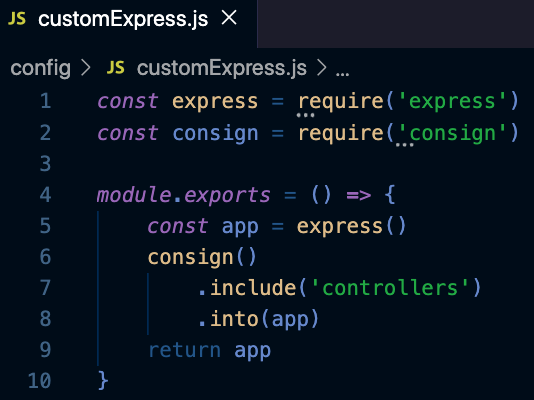 JS customExpress.js ×
config > JS customExpress.js > ...
1 const express = require('express')
2 const consign = require('consign')
3
4 module.exports = () => {
5     const app = express()
6     consign()
7         .include('controllers')
8         .into(app)
9     return app
10 }